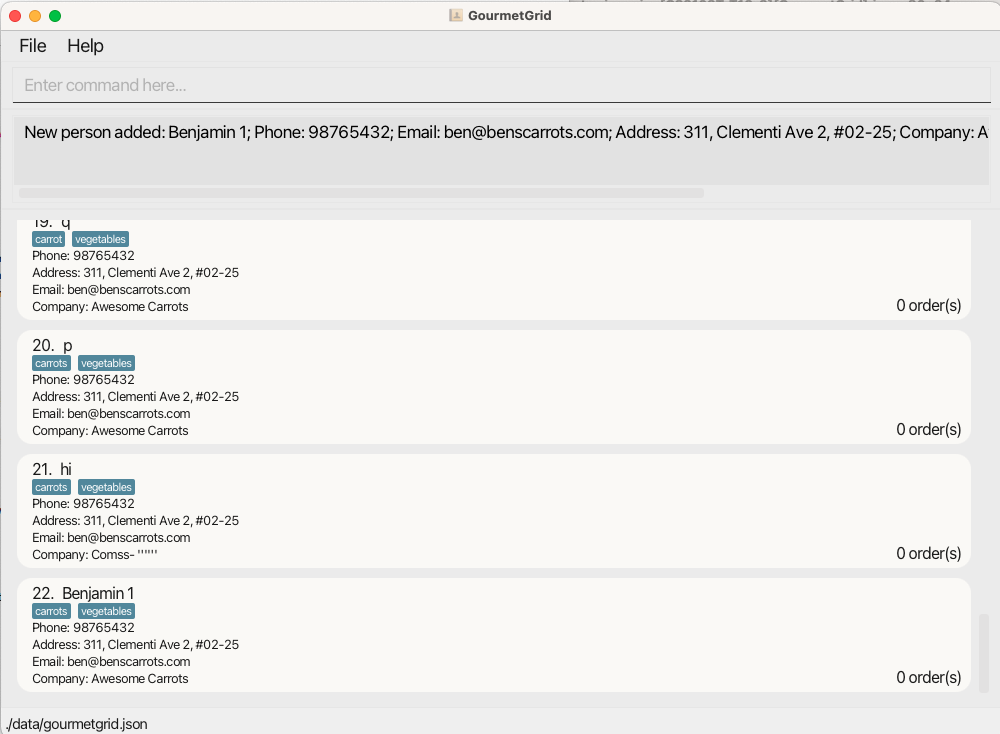 GourmetGrid
File Help
Enter command here...
New person added: Benjamin 1; Phone: 98765432; Email: ben@benscarrots.com; Address: 311, Clementi Ave 2, #02-25; Company: A
19. q
carrot vegetables
Phone: 98765432
Address: 311, Clementi Ave 2, #02-25
Email: ben@benscarrots.com
Company: Awesome Carrots
0 order(s)
20. p
carrots vegetables
Phone: 98765432
Address: 311, Clementi Ave 2, #02-25
Email: ben@benscarrots.com
Company: Awesome Carrots
0 order(s)
21. hi
carrots vegetables
Phone: 98765432
Address: 311, Clementi Ave 2, #02-25
Email: ben@benscarrots.com
Company: Comss- ''''''
0 order(s)
22. Benjamin 1
carrots vegetables
Phone: 98765432
Address: 311, Clementi Ave 2, #02-25
Email: ben@benscarrots.com
Company: Awesome Carrots
0 order(s)
./data/gourmetgrid.json